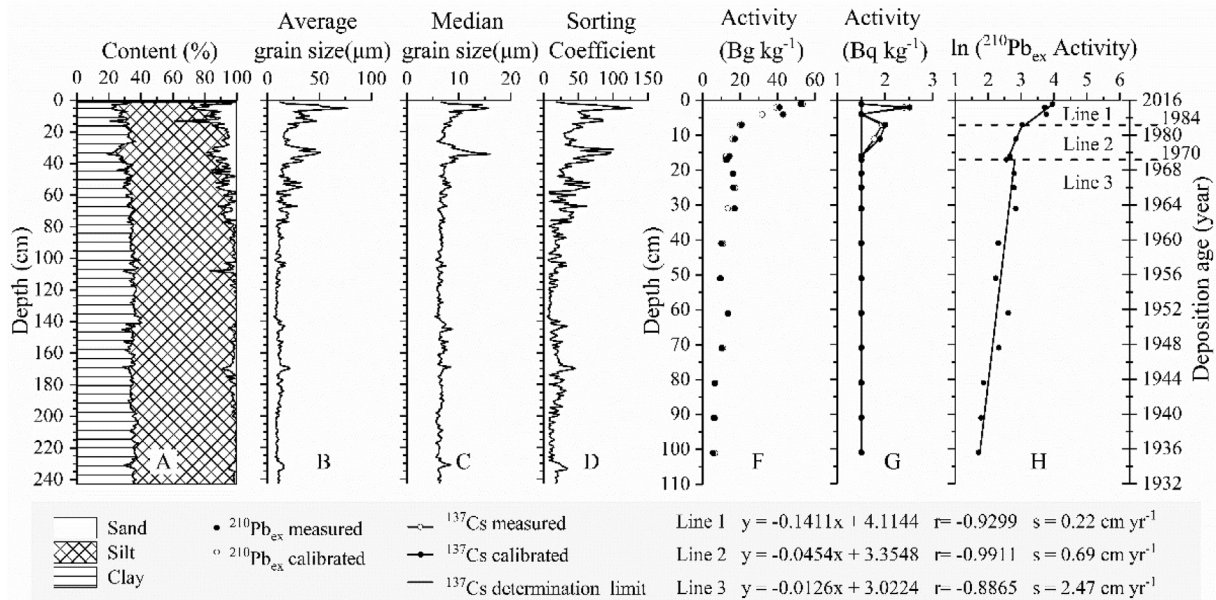 Average grain size(μm)
Median grain size(μm)
Sorting Coefficient
Activity (Bg kg⁻¹)
Activity (Bq kg⁻¹)
Content (%)
ln (²¹⁰Pbₑₓ Activity)
0 20 40 60 80 100
0 50 100
0 10 20
0 50 100 150
0 20 40 60
1 2 3
1 2 3 4 5 6
Depth (cm)
0
20
40
60
80
100
120
140
160
180
200
220
240
A
B
C
D
Depth (cm)
0
10
20
30
40
50
60
70
80
90
100
110
F
G
H
Line 1
Line 2
Line 3
2016
1984
1980
1970
1968
1964
1960
1956
1952
1948
1944
1940
1936
1932
Deposition age (year)
Sand
Silt
Clay
²¹⁰Pbₑₓ measured
²¹⁰Pbₑₓ calibrated
¹³⁷Cs measured
¹³⁷Cs calibrated
¹³⁷Cs determination limit
Line 1 y = -0.1411x + 4.1144 r= -0.9299 s = 0.22 cm yr⁻¹
Line 2 y = -0.0454x + 3.3548 r= -0.9911 s = 0.69 cm yr⁻¹
Line 3 y = -0.0126x + 3.0224 r= -0.8865 s = 2.47 cm yr⁻¹